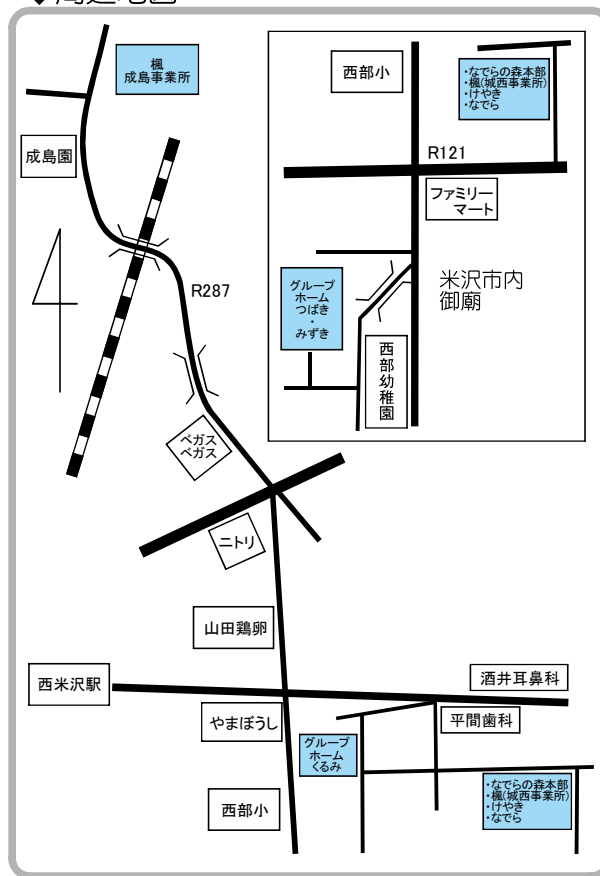 楓
成島事業所
成島園
R287
ベガス
ベガス
ニトリ
山田鶏卵
西米沢駅
やまぼうし
西部小
酒井耳鼻科
平間歯科
グループ
ホーム
くるみ
・なでらの森本部
・楓(城西事業所)
・けやき
・なでら
西部小
・なでらの森本部
・楓(城西事業所)
・けやき
・なでら
R121
ファミリー
マート
米沢市内
御廟
グループ
ホーム
つばき
・
みずき
西部幼稚園